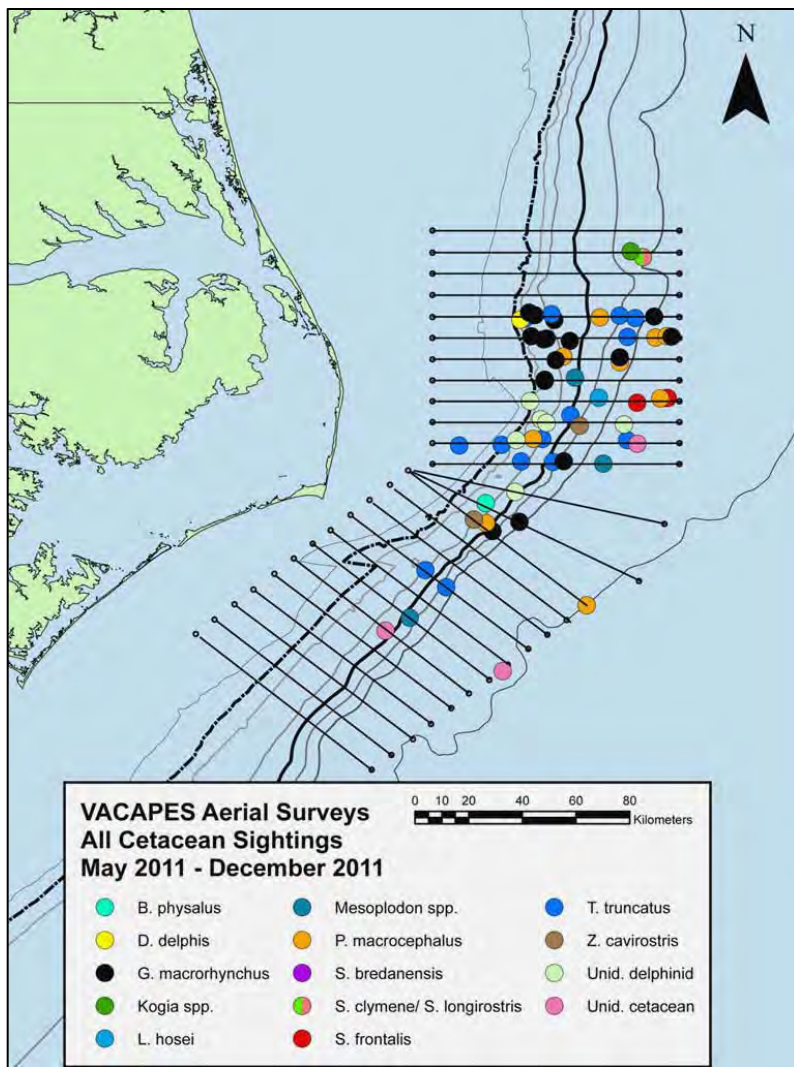 N
VACAPES Aerial Surveys
All Cetacean Sightings
May 2011 - December 2011
0 10 20 40 60 80
Kilometers
B. physalus
D. delphis
G. macrorhynchus
Kogia spp.
L. hosei
Mesoplodon spp.
P. macrocephalus
S. bredanensis
S. clymene/ S. longirostris
S. frontalis
T. truncatus
Z. cavirostris
Unid. delphinid
Unid. cetacean